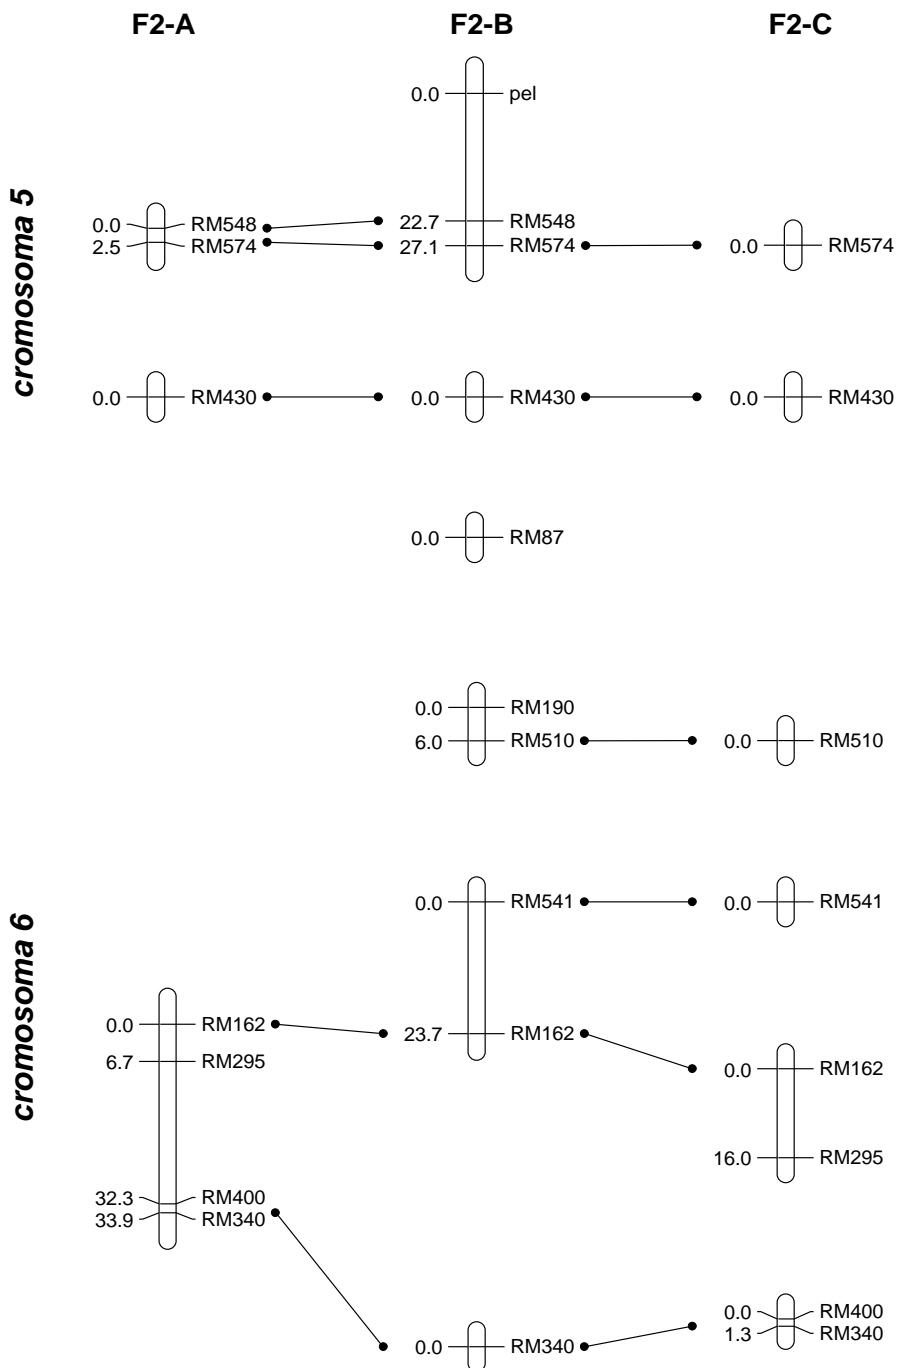 F2-A F2-B F2-C
cromosoma 5
0.0 pel
0.0 RM548
2.5 RM574
22.7 RM548
27.1 RM574
0.0 RM574
0.0 RM430
0.0 RM430
0.0 RM430
0.0 RM87
cromosoma 6
0.0 RM190
6.0 RM510
0.0 RM510
0.0 RM541
0.0 RM541
0.0 RM162
6.7 RM295
32.3 RM400
33.9 RM340
23.7 RM162
0.0 RM162
16.0 RM295
0.0 RM340
0.0 RM400
1.3 RM340